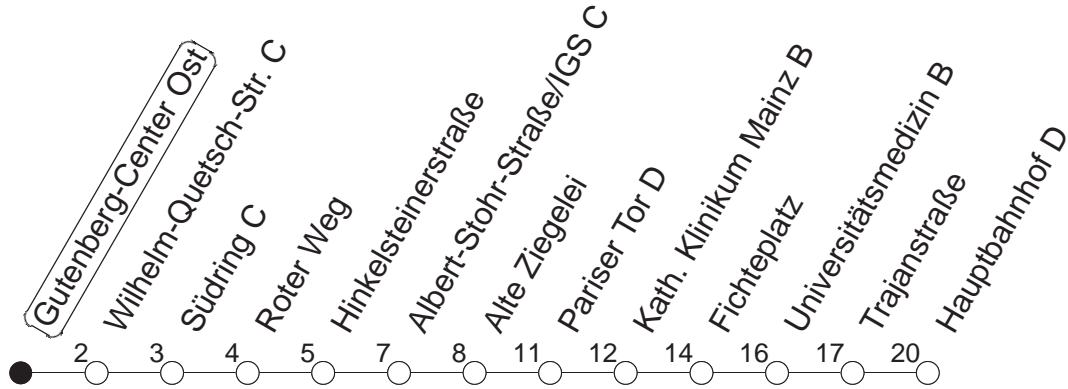 Gutenberg-Center Ost
Wilhelm-Quetsch-Str. C
Südring C
Roter Weg
Hinkelsteinerstraße
Albert-Stohr-Straße/IGS C
Alte Ziegelei
Pariser Tor D
Kath. Klinikum Mainz B
Fichteplatz
Universitätsmedizin B
Trajanstraße
Hauptbahnhof D
2 3 4 5 7 8 11 12 14 16 17 20